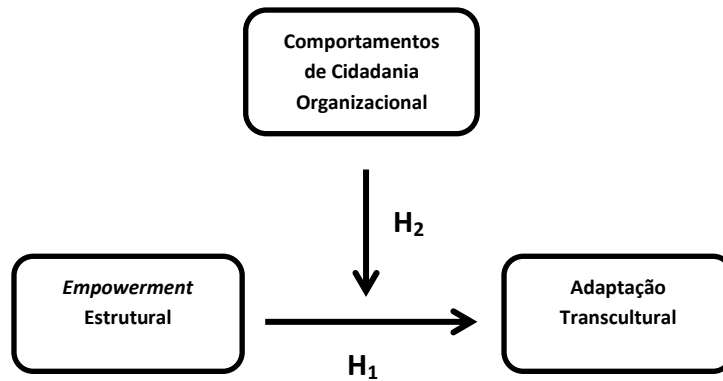 Comportamentos
de Cidadania
Organizacional
H₂
Empowerment
Estrutural
Adaptação
Transcultural
H₁